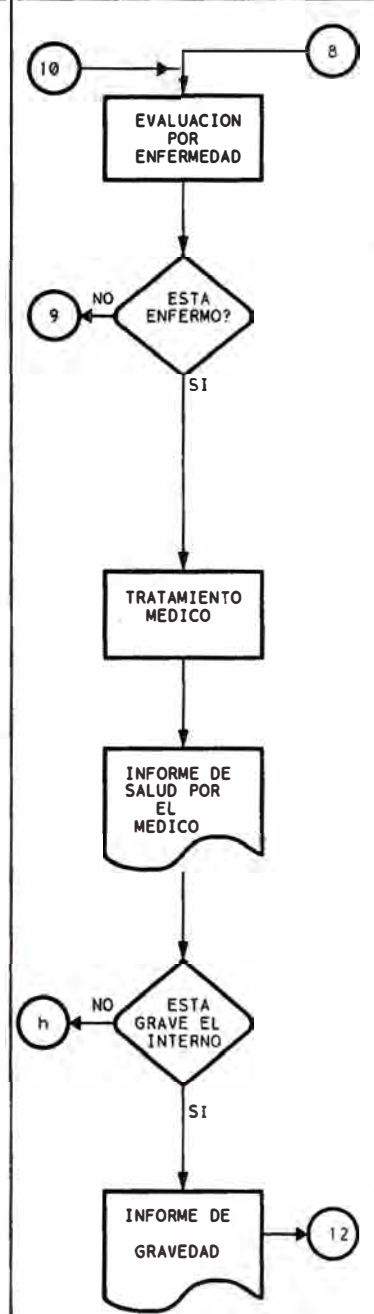 10
8
EVALUACION
POR
ENFERMEDAD
9
NO
ESTA
ENFERMO?
SI
TRATAMIENTO
MEDICO
INFORME DE
SALUD POR
EL
MEDICO
h
NO
ESTA
GRAVE EL
INTERNO
SI
INFORME DE
GRAVEDAD
12